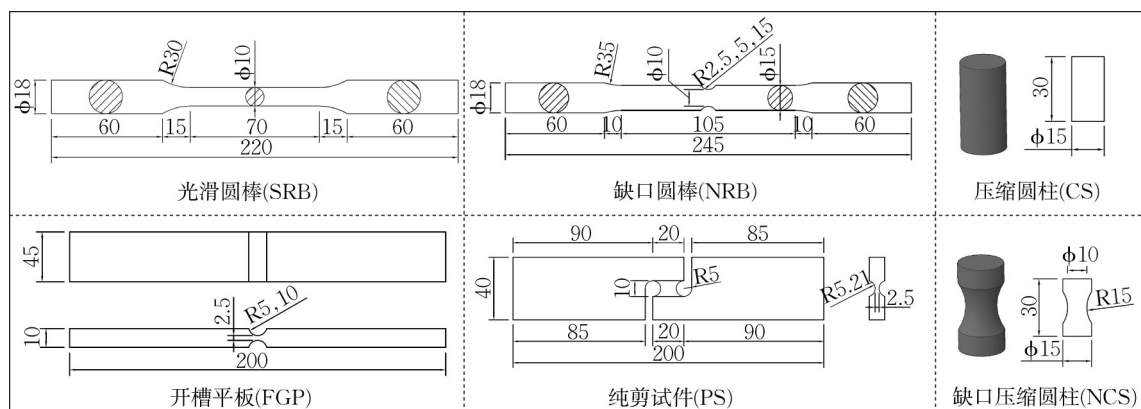 R30
ϕ10
ϕ18
60
15
70
15
60
220
光滑圆棒(SRB)
R35
ϕ10
R2.5,5,15
ϕ15
ϕ18
60
10
105
10
60
245
缺口圆棒(NRB)
30
ϕ15
压缩圆柱(CS)
45
R5,10
2.5
10
200
开槽平板(FGP)
90
20
85
40
10
R5
85
20
90
200
R5.21
2.5
纯剪试件(PS)
ϕ10
30
R15
ϕ15
缺口压缩圆柱(NCS)